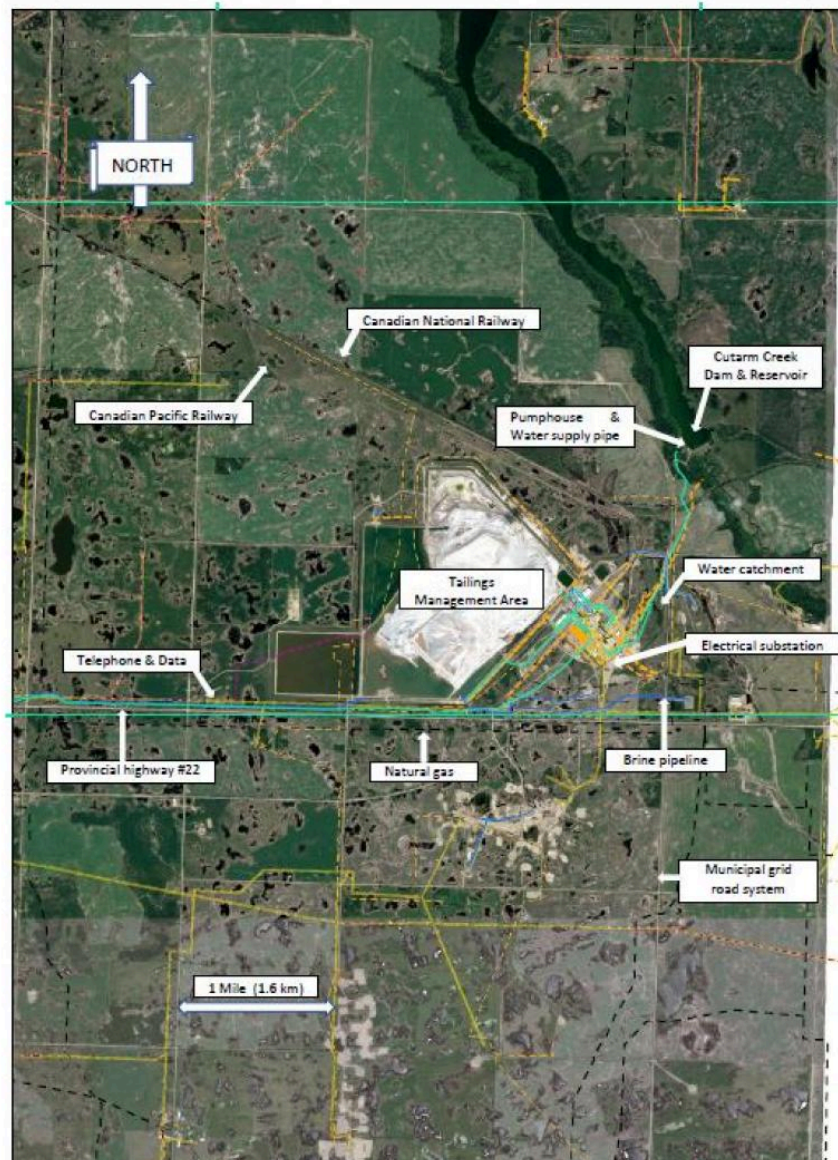 NORTH
Canadian National Railway
Cutarm Creek
Dam & Reservoir
Canadian Pacific Railway
Pumphouse &
Water supply pipe
Tailings
Management Area
Water catchment
Telephone & Data
Electrical substation
Provincial highway #22
Natural gas
Brine pipeline
Municipal grid
road system
1 Mile (1.6 km)